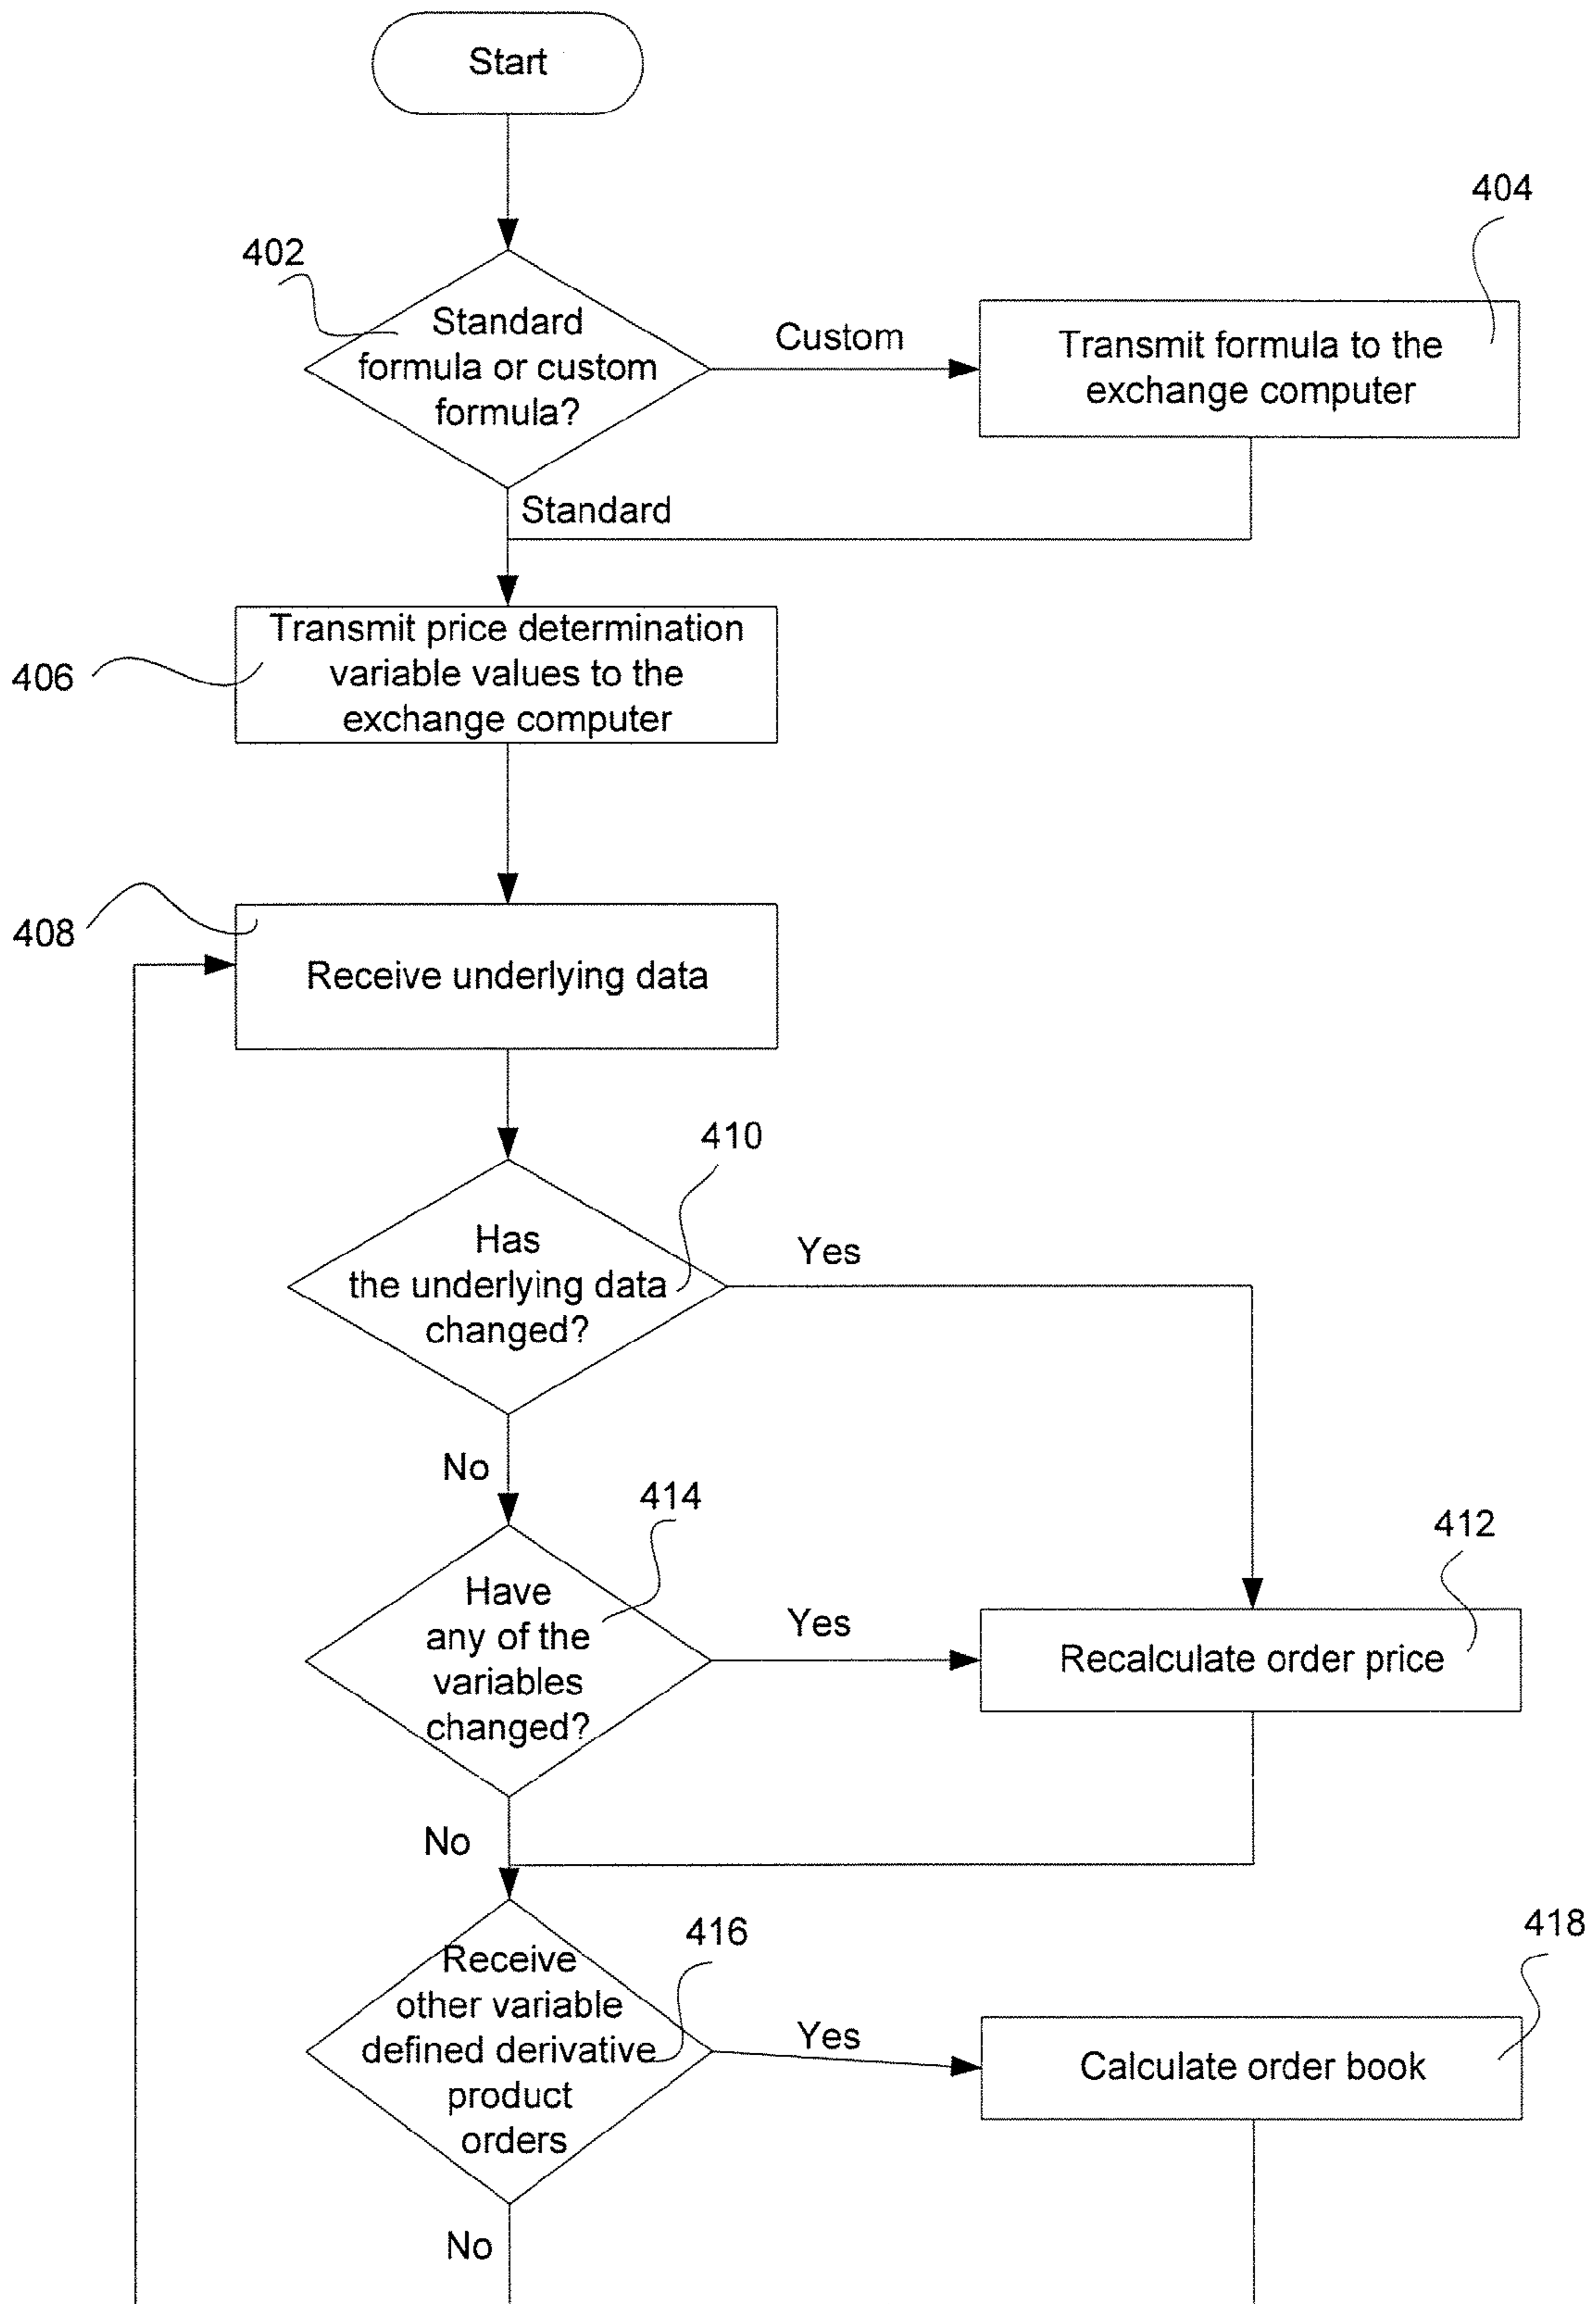 Start
404
402
Standard
formula or custom
formula?
Custom
Transmit formula to the
exchange computer
Standard
Transmit price determination
variable values to the
exchange computer
406
408
Receive underlying data
410
Has
the underlying data
changed?
Yes
No
414
412
Have
any of the
variables
changed?
Yes
Recalculate order price
No
416
418
Receive
other variable
defined derivative
product
orders
Yes
Calculate order book
No